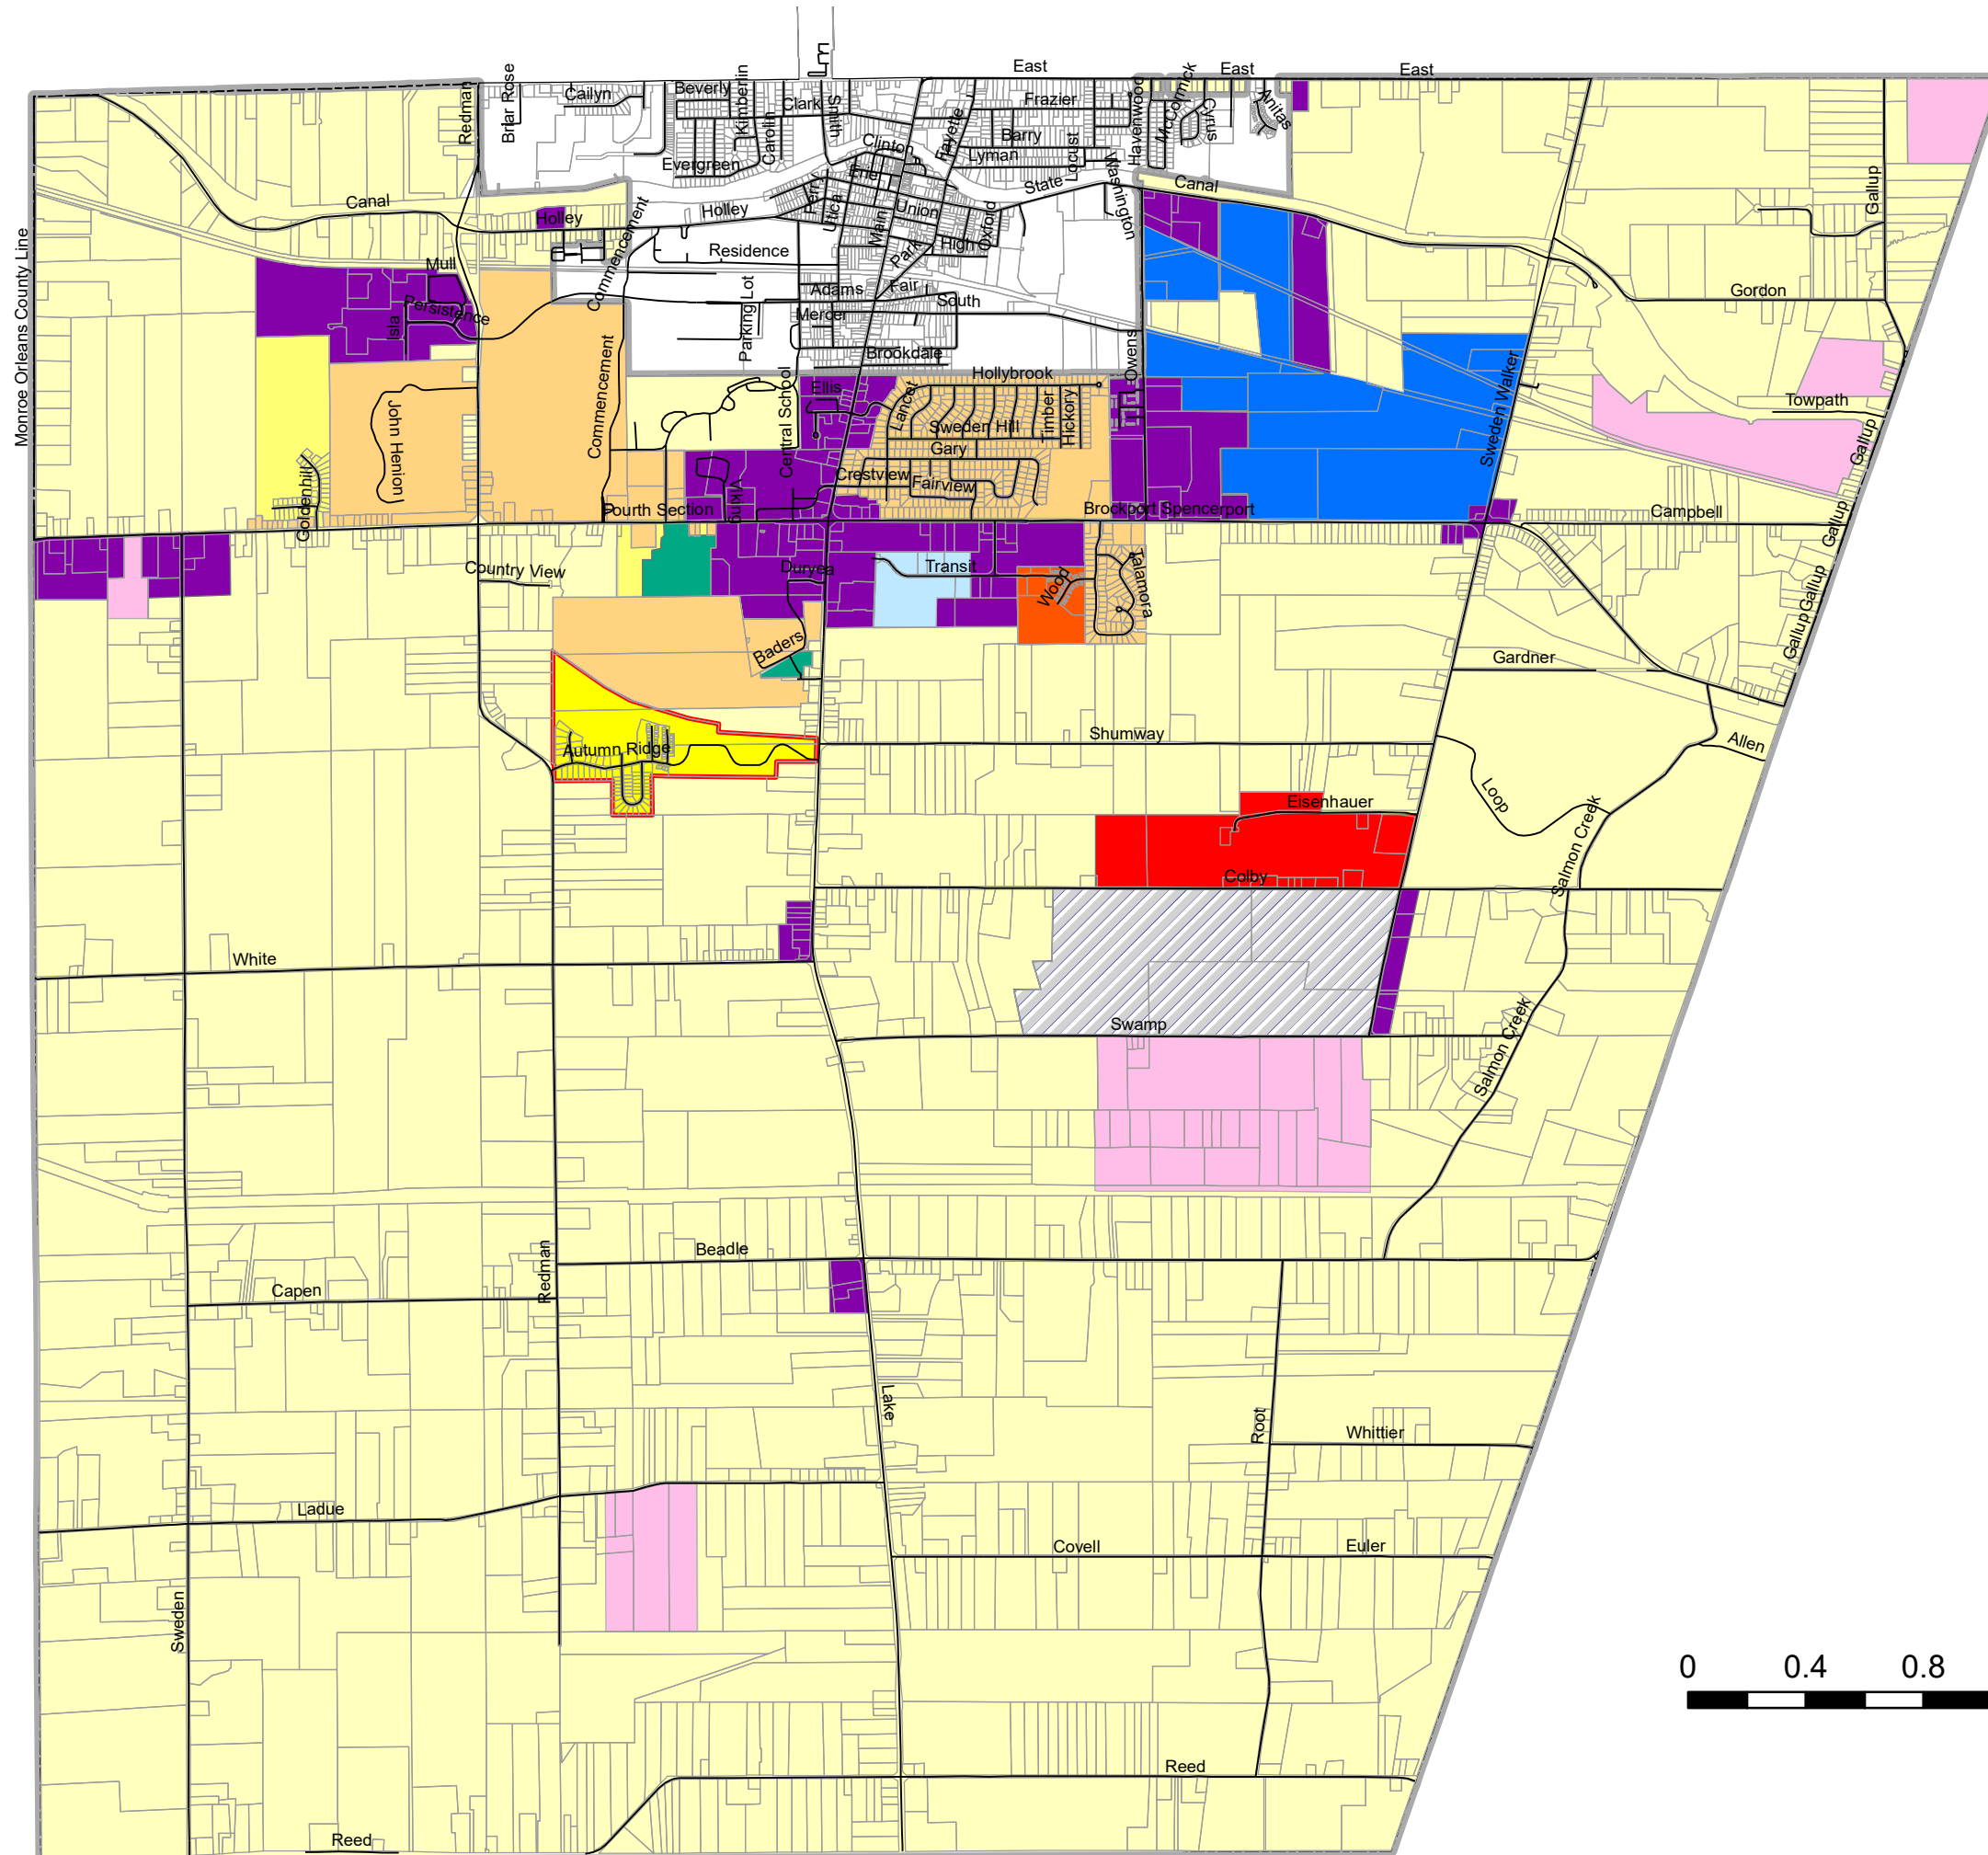 East
East
East
Redman
Briar Rose
Cailyn
Beverly
Kimberlin
Carolin
Clark
Smith
Evergreen
Clinton
Erie
Fayette
Frazier
Barry
Lyman
Locust
Havenwood
McCormick
Cyrus
Anitas
Washington
State
Canal
Canal
Holley
Holley
Perry
Utica
Main
Union
Park
High
Oxford
Gallup
Monroe Orleans County Line
Commencement
Residence
Mull
Persistence
Isla
Adams
Fair
South
Mercer
Parking Lot
Brookdale
Owens
Gordon
Sweden Walker
Towpath
Gallup
John Henion
Commencement
Central School
Ellis
Lancet
Hollybrook
Timber
Hickory
Sweden Hill
Gary
Crestview
Fairview
Goldenhill
Fourth Section
Viking
Brockport Spencerport
Campbell
Gallup
Country View
Duryea
Transit
Wood
Talamora
Gallup
Gallup
Baders
Gardner
Autumn Ridge
Shumway
Allen
Loop
Eisenhauer
Salmon Creek
Colby
White
Swamp
Salmon Creek
Redman
Beadle
Capen
Lake
Root
Whittier
Ladue
Covell
Euler
Sweden
0 0.4 0.8
Reed
Reed